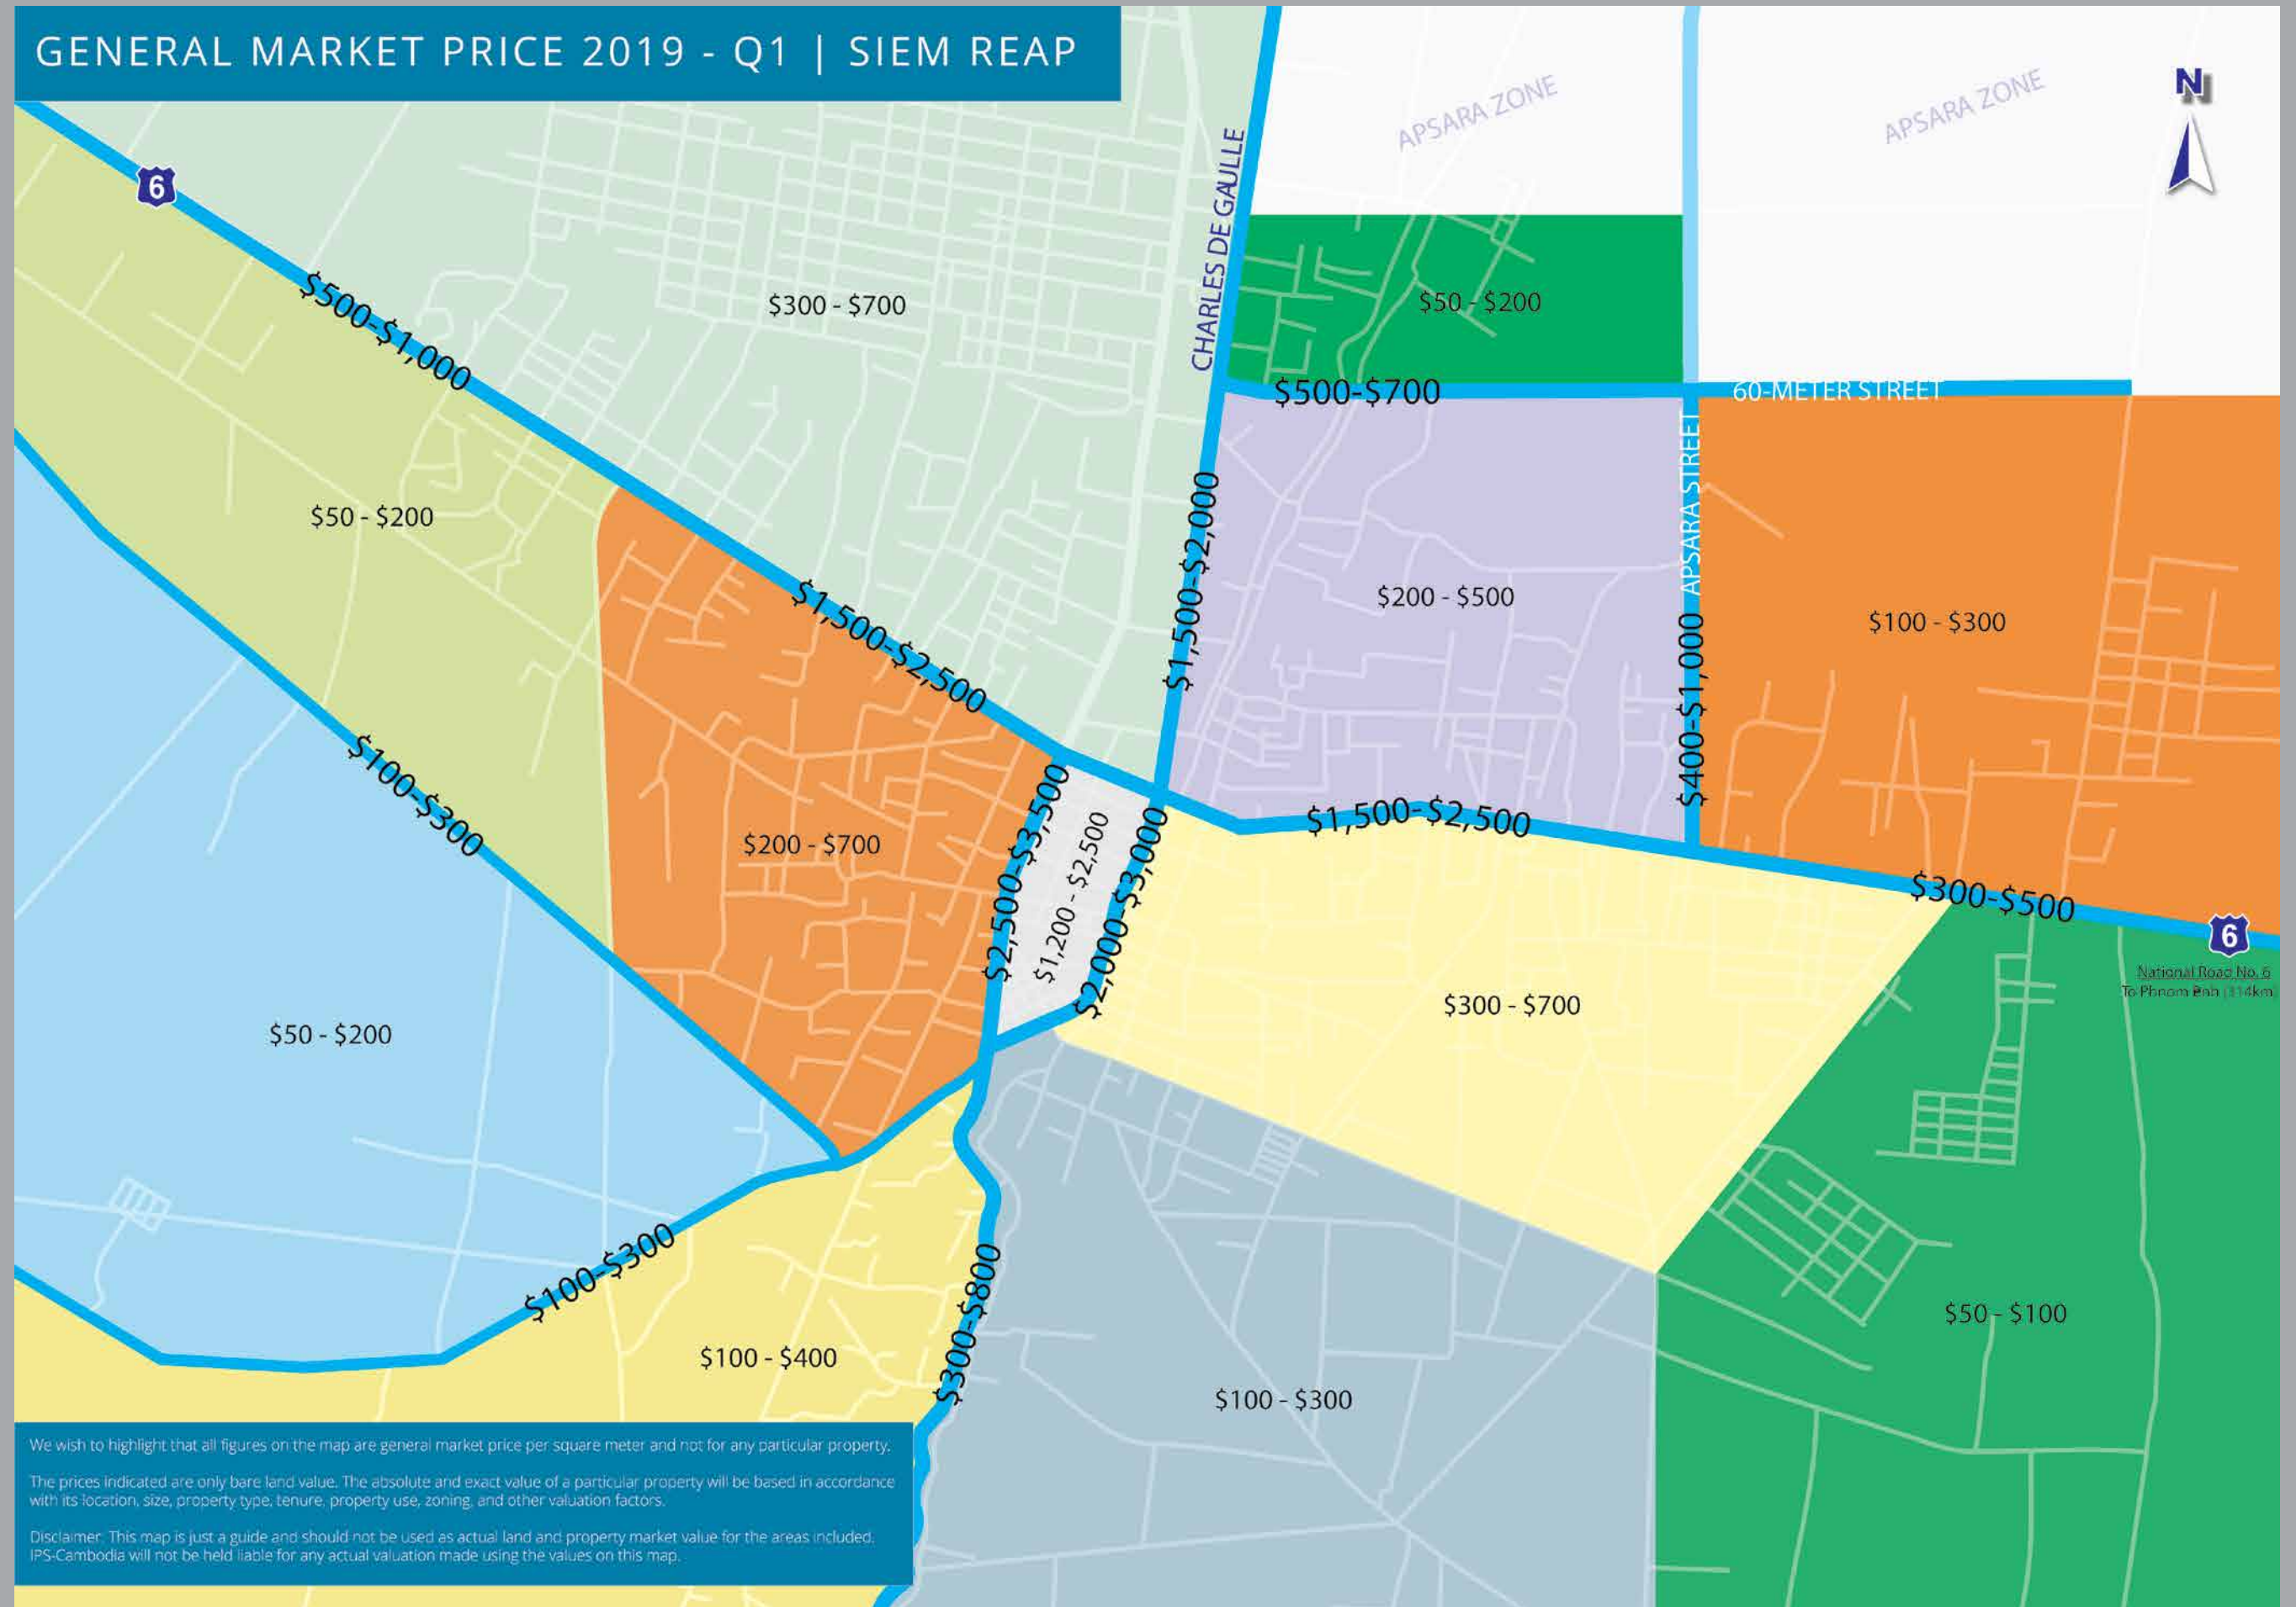 GENERAL MARKET PRICE 2019 - Q1 | SIEM REAP
APSARA ZONE
APSARA ZONE
N
CHARLES DE GAULLE
6
$500-$1,000
$300 - $700
$50 - $200
$500-$700
60-METER STREET
APSARA STREET
$50 - $200
$1,500-$2,000
$1,500-$2,500
$200 - $500
$400-$1,000
$100 - $300
$100-$300
$200 - $700
$2,500-$3,500
$1,200 - $2,500
$2,000-$3,000
$1,500-$2,500
$300-$500
6
National Road No. 6
To Phnom Penh (314km)
$50 - $200
$300 - $700
$100-$300
$300-$800
$100 - $400
$100 - $300
$50 - $100
We wish to highlight that all figures on the map are general market price per square meter and not for any particular property.
The prices indicated are only bare land value. The absolute and exact value of a particular property will be based in accordance
with its location, size, property type, tenure, property use, zoning, and other valuation factors.
Disclaimer: This map is just a guide and should not be used as actual land and property market value for the areas included.
IPS-Cambodia will not be held liable for any actual valuation made using the values on this map.